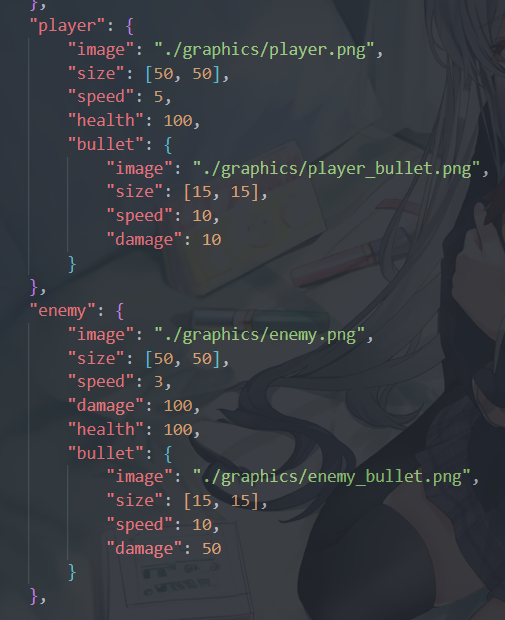 },
"player": {
"image": "./graphics/player.png",
"size": [50, 50],
"speed": 5,
"health": 100,
"bullet": {
"image": "./graphics/player_bullet.png",
"size": [15, 15],
"speed": 10,
"damage": 10
}
},
"enemy": {
"image": "./graphics/enemy.png",
"size": [50, 50],
"speed": 3,
"damage": 100,
"health": 100,
"bullet": {
"image": "./graphics/enemy_bullet.png",
"size": [15, 15],
"speed": 10,
"damage": 50
}
},